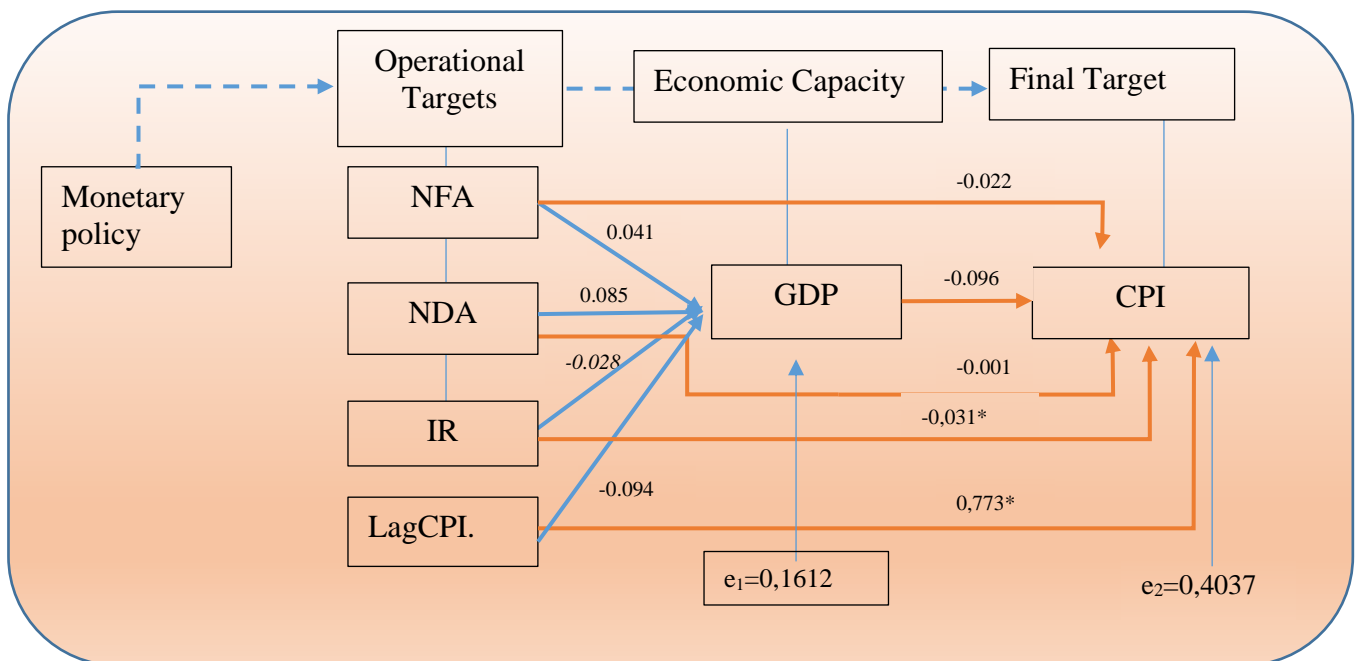 Operational
Targets
Economic Capacity
Final Target
Monetary
policy
NFA
-0.022
0.041
NDA
0.085
GDP
-0.096
CPI
-0.028
-0.001
IR
-0,031*
-0.094
LagCPI.
0,773*
e₁=0,1612
e₂=0,4037